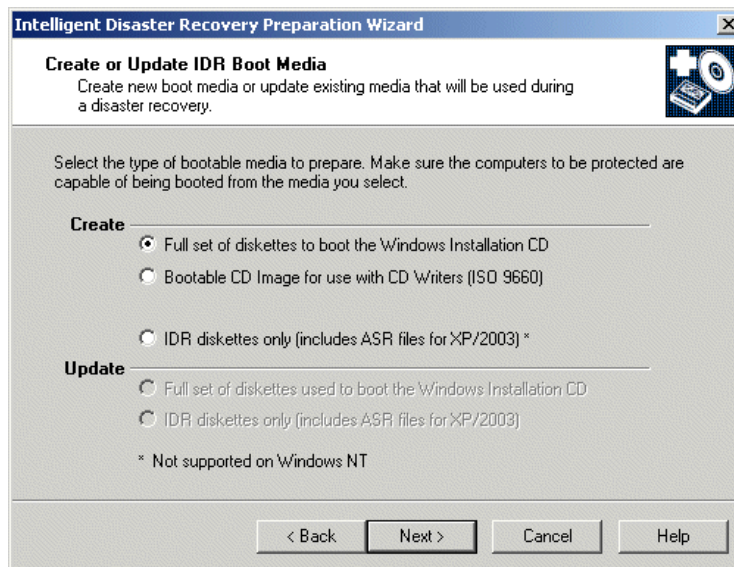 Intelligent Disaster Recovery Preparation Wizard
Create or Update IDR Boot Media
Create new boot media or update existing media that will be used during
a disaster recovery.
Select the type of bootable media to prepare. Make sure the computers to be protected are
capable of being booted from the media you select.
Create
Full set of diskettes to boot the Windows Installation CD
Bootable CD Image for use with CD Writers (ISO 9660)
IDR diskettes only (includes ASR files for XP/2003) *
Update
Full set of diskettes used to boot the Windows Installation CD
IDR diskettes only (includes ASR files for XP/2003)
* Not supported on Windows NT
< Back Next > Cancel Help